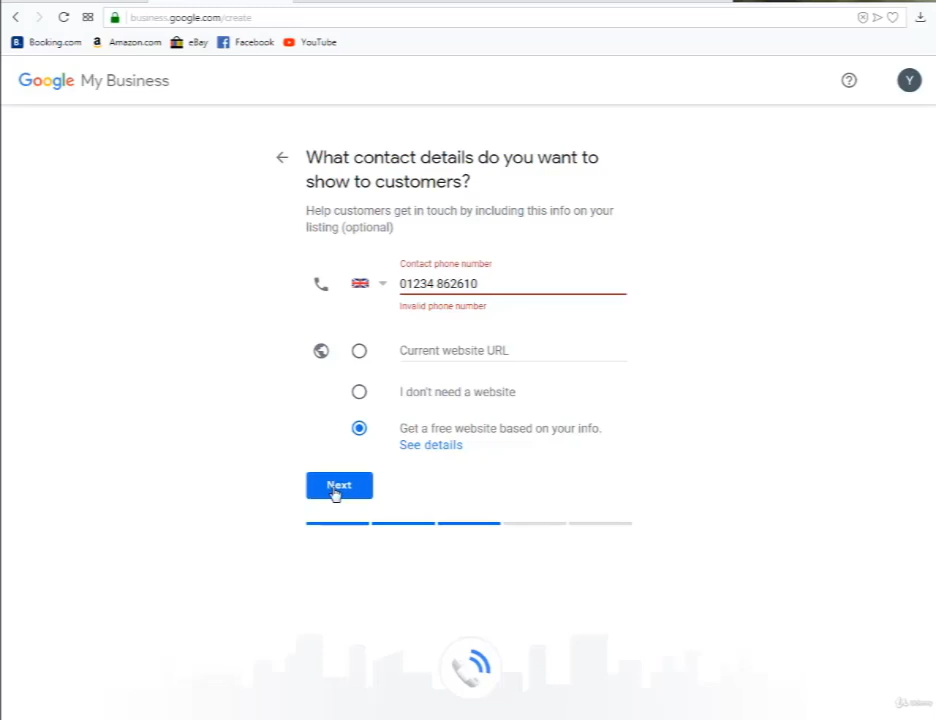 business.google.com/create
B Booking.com a Amazon.com eBay Facebook YouTube
Google My Business
Y
What contact details do you want to
show to customers?
Help customers get in touch by including this info on your
listing (optional)
Contact phone number
01234 862610
Invalid phone number
Current website URL
I don't need a website
Get a free website based on your info.
See details
Next
Udemy